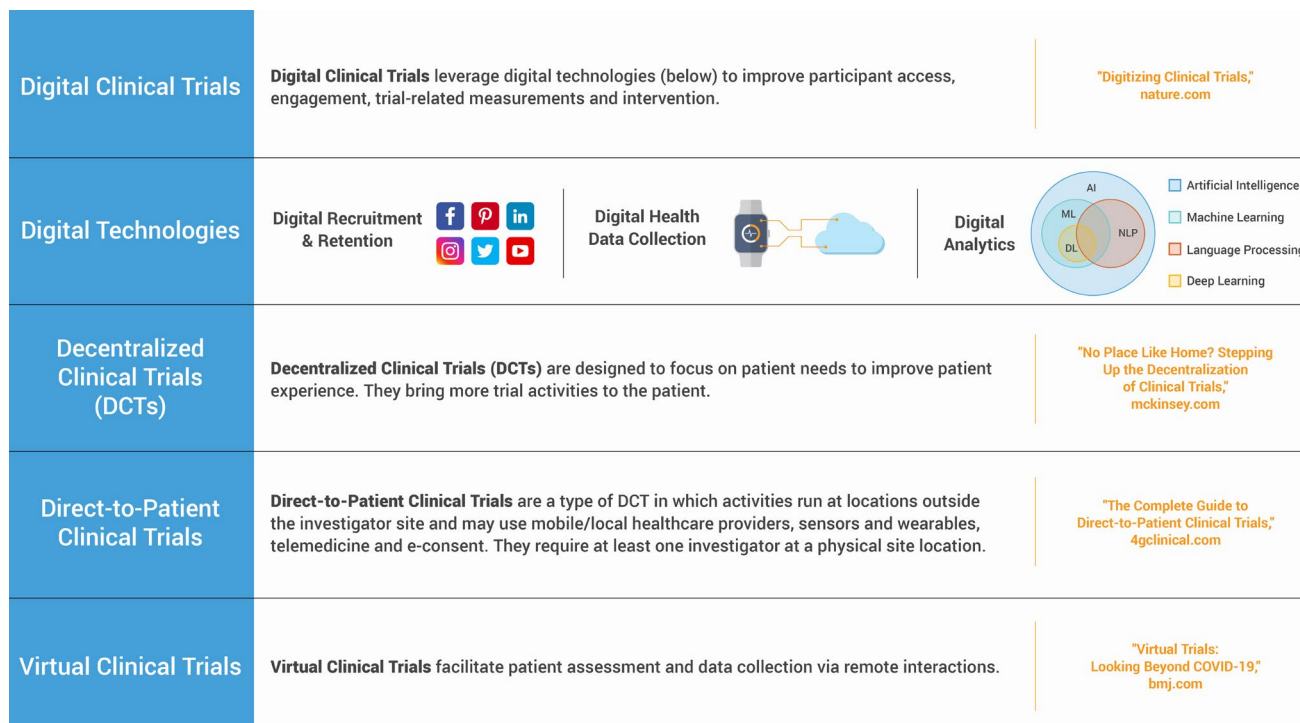 Digital Clinical Trials
Digital Clinical Trials leverage digital technologies (below) to improve participant access,
engagement, trial-related measurements and intervention.
"Digitizing Clinical Trials,"
nature.com
Digital Technologies
Digital Recruitment
& Retention
Digital Health
Data Collection
Digital
Analytics
AI
ML
NLP
DL
Artificial Intelligence
Machine Learning
Language Processing
Deep Learning
Decentralized
Clinical Trials
(DCTs)
Decentralized Clinical Trials (DCTs) are designed to focus on patient needs to improve patient
experience. They bring more trial activities to the patient.
"No Place Like Home? Stepping
Up the Decentralization
of Clinical Trials,"
mckinsey.com
Direct-to-Patient
Clinical Trials
Direct-to-Patient Clinical Trials are a type of DCT in which activities run at locations outside
the investigator site and may use mobile/local healthcare providers, sensors and wearables,
telemedicine and e-consent. They require at least one investigator at a physical site location.
"The Complete Guide to
Direct-to-Patient Clinical Trials,"
4gclinical.com
Virtual Clinical Trials
Virtual Clinical Trials facilitate patient assessment and data collection via remote interactions.
"Virtual Trials:
Looking Beyond COVID-19,"
bmj.com